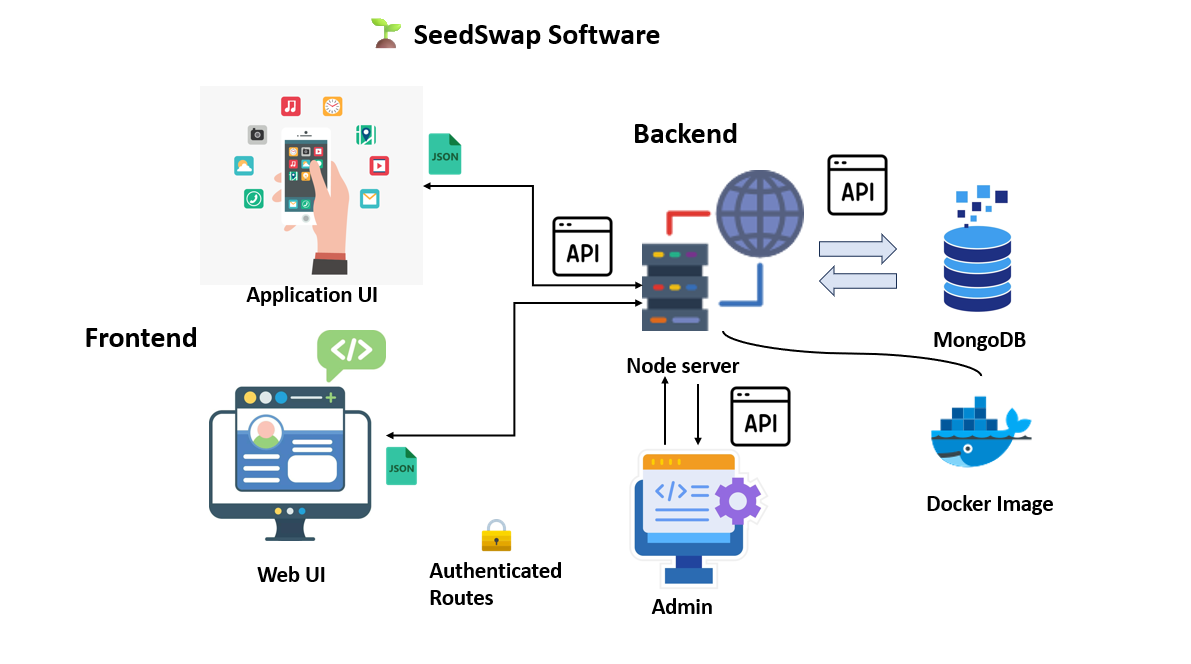 SeedSwap Software
Backend
JSON
API
API
Application UI
Frontend
</>
MongoDB
Node server
API
JSON
</>
Docker Image
Authenticated
Routes
Web UI
Admin